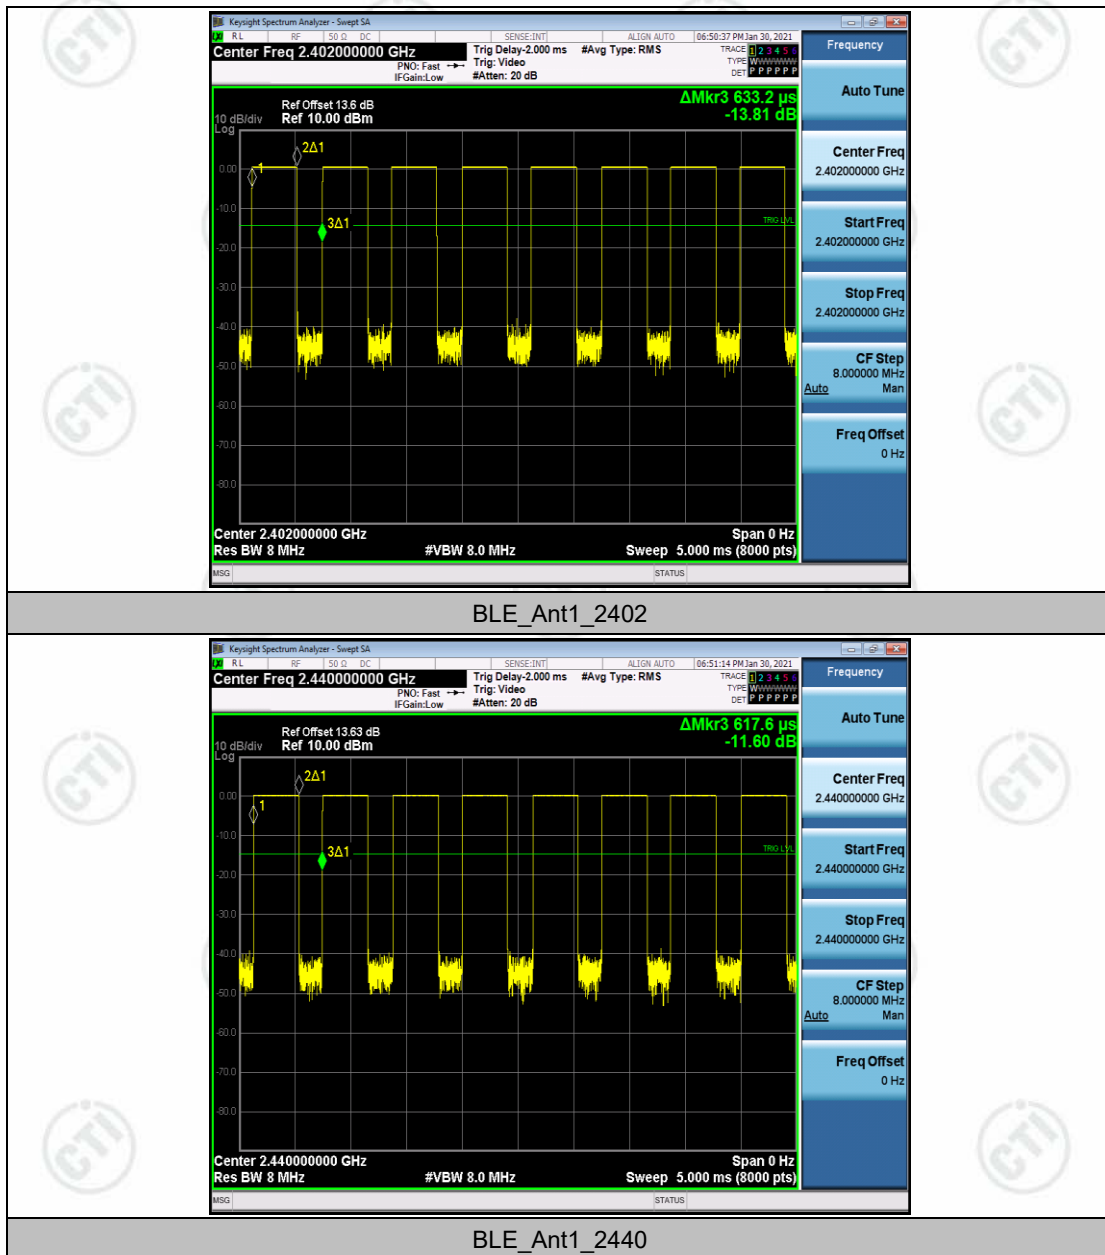 Keysight Spectrum Analyzer - Swept SA
RL RF 50 Ω DC SENSE:INT ALIGN AUTO 06:50:37 PM Jan 30, 2021
Center Freq 2.402000000 GHz
PNO: Fast
IFGain:Low
Trig Delay-2.000 ms
Trig: Video
#Atten: 20 dB
#Avg Type: RMS
TRACE 1 2 3 4 5 6
TYPE W
DET P P P P P P
Frequency
Auto Tune
Center Freq
2.402000000 GHz
Start Freq
2.402000000 GHz
Stop Freq
2.402000000 GHz
CF Step
8.000000 MHz
Auto Man
Freq Offset
0 Hz
ΔMkr3 633.2 µs
-13.81 dB
Ref Offset 13.6 dB
10 dB/div Ref 10.00 dBm
Log
2Δ1
1
3Δ1
TRIG LVL
0.00
-10.0
-20.0
-30.0
-40.0
-50.0
-60.0
-70.0
-80.0
Center 2.402000000 GHz Span 0 Hz
Res BW 8 MHz #VBW 8.0 MHz Sweep 5.000 ms (8000 pts)
MSG STATUS
BLE_Ant1_2402
Keysight Spectrum Analyzer - Swept SA
RL RF 50 Ω DC SENSE:INT ALIGN AUTO 06:51:14 PM Jan 30, 2021
Center Freq 2.440000000 GHz
PNO: Fast
IFGain:Low
Trig Delay-2.000 ms
Trig: Video
#Atten: 20 dB
#Avg Type: RMS
TRACE 1 2 3 4 5 6
TYPE W
DET P P P P P P
Frequency
Auto Tune
Center Freq
2.440000000 GHz
Start Freq
2.440000000 GHz
Stop Freq
2.440000000 GHz
CF Step
8.000000 MHz
Auto Man
Freq Offset
0 Hz
ΔMkr3 617.6 µs
-11.60 dB
Ref Offset 13.63 dB
10 dB/div Ref 10.00 dBm
Log
2Δ1
1
3Δ1
TRIG LVL
0.00
-10.0
-20.0
-30.0
-40.0
-50.0
-60.0
-70.0
-80.0
Center 2.440000000 GHz Span 0 Hz
Res BW 8 MHz #VBW 8.0 MHz Sweep 5.000 ms (8000 pts)
MSG STATUS
BLE_Ant1_2440
CTI
CTI
CTI
CTI